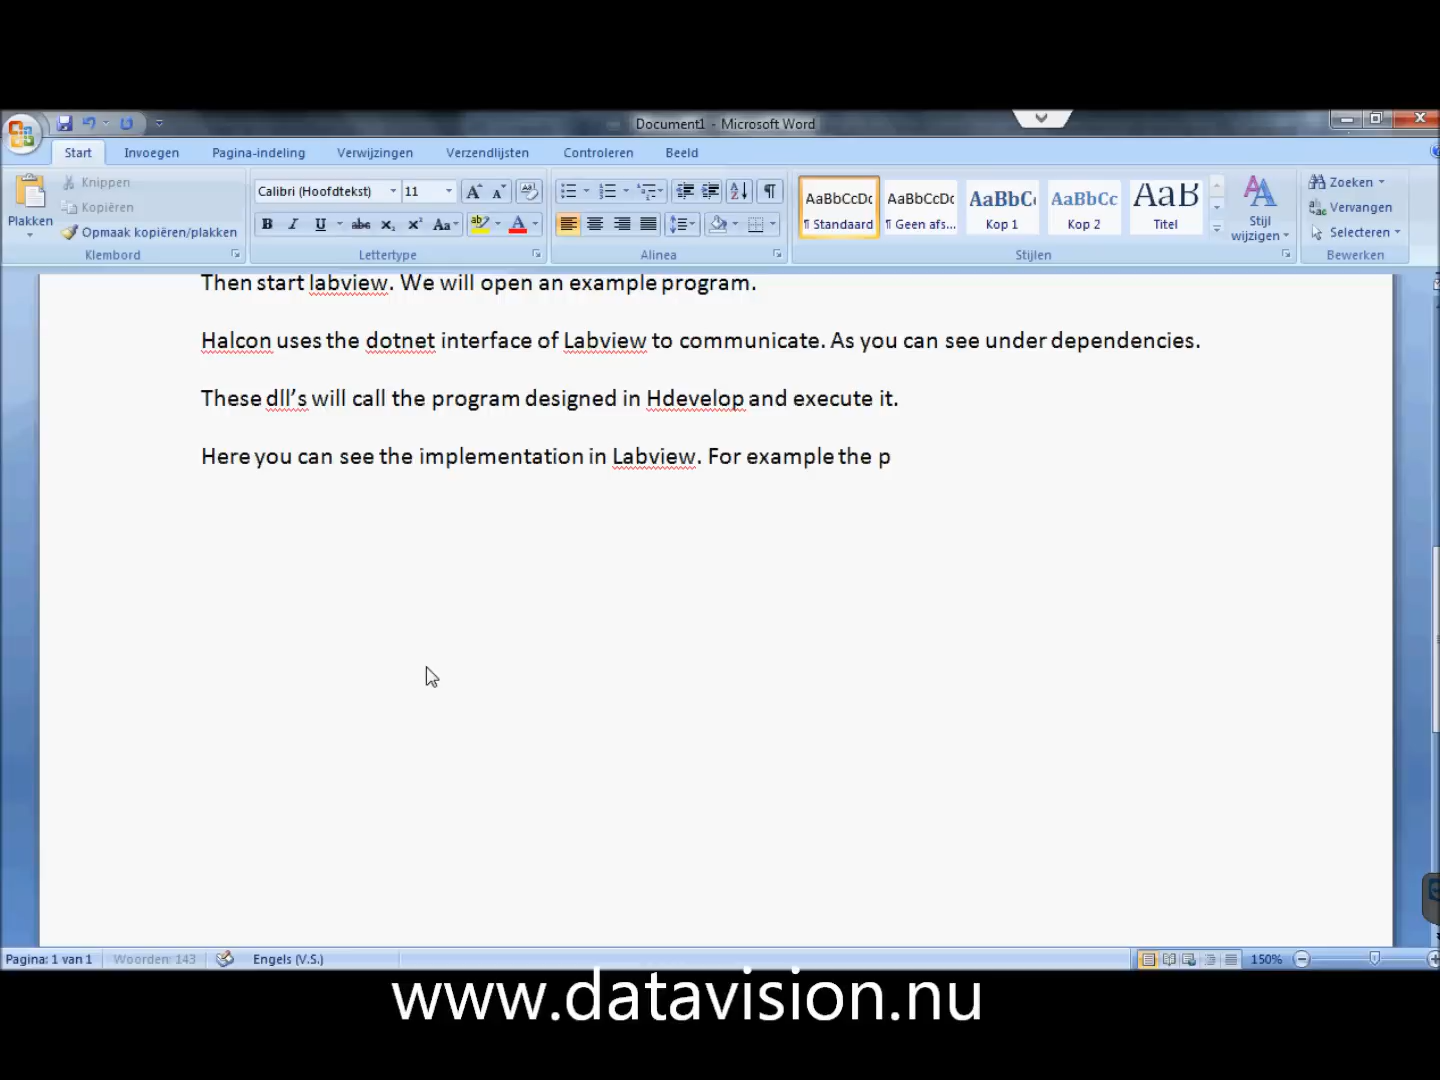 Document1 - Microsoft Word
Start Invoegen Pagina-indeling Verwijzingen Verzendlijsten Controleren Beeld
Plakken
Knippen
Kopiëren
Opmaak kopiëren/plakken
Klembord
Calibri (Hoofdtekst) 11
B I U abc x₂ x² Aa
Lettertype
Alinea
AaBbCcDc AaBbCcDc AaBbC AaBbCc AaB
¶ Standaard ¶ Geen afs... Kop 1 Kop 2 Titel
Stijl wijzigen
Stijlen
Zoeken
Vervangen
Selecteren
Bewerken
Then start labview. We will open an example program.
Halcon uses the dotnet interface of Labview to communicate. As you can see under dependencies.
These dll’s will call the program designed in Hdevelop and execute it.
Here you can see the implementation in Labview. For example the p
Pagina: 1 van 1 Woorden: 143 Engels (V.S.) 150%
www.datavision.nu